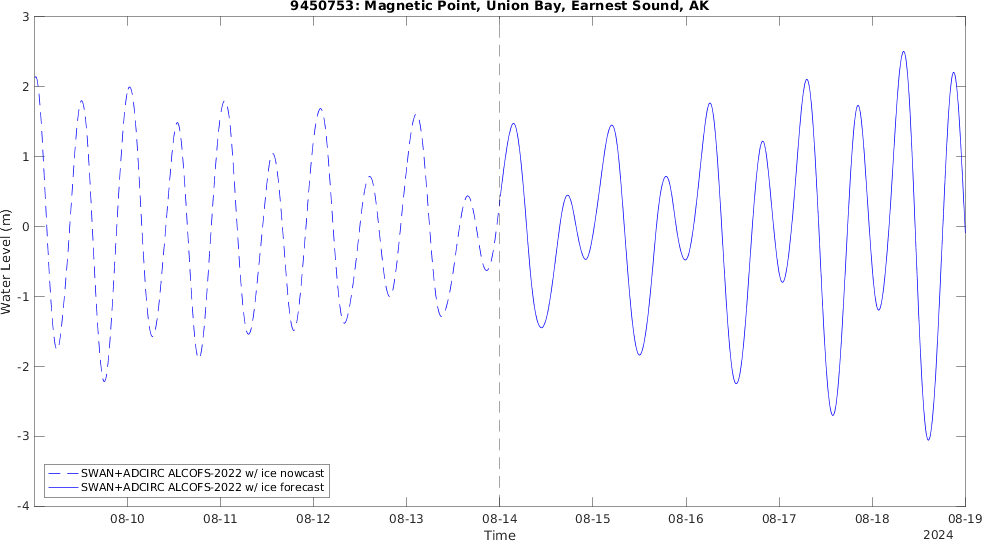 9450753: Magnetic Point, Union Bay, Earnest Sound, AK
3
2
1
0
-1
-2
-3
-4
Water Level (m)
SWAN+ADCIRC ALCOFS-2022 w/ ice nowcast
SWAN+ADCIRC ALCOFS-2022 w/ ice forecast
08-10 08-11 08-12 08-13 08-14 08-15 08-16 08-17 08-18 08-19
Time
2024